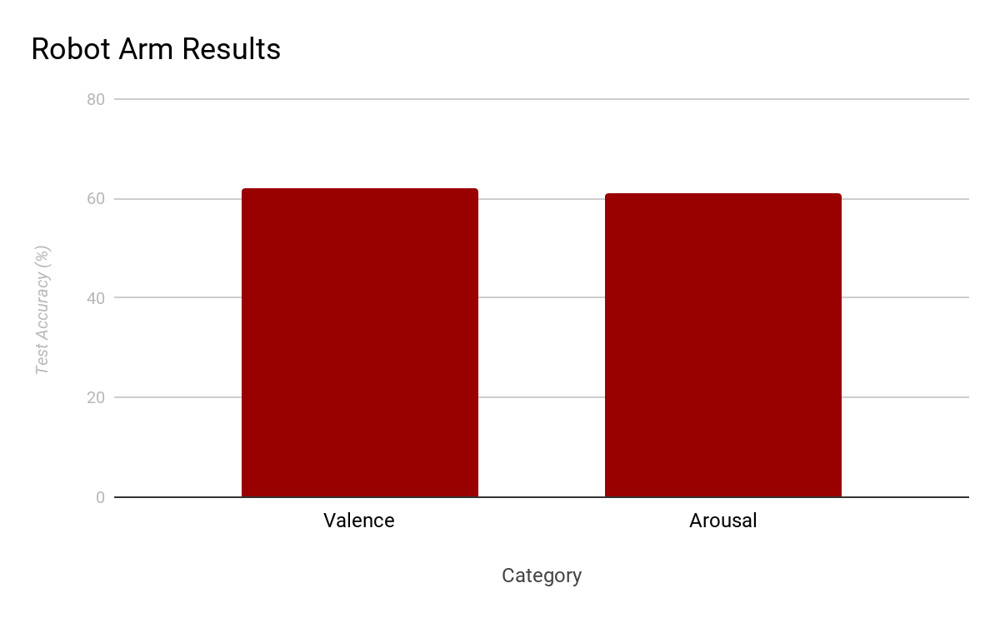 Robot Arm Results
80
60
40
20
0
Test Accuracy (%)
Valence
Arousal
Category